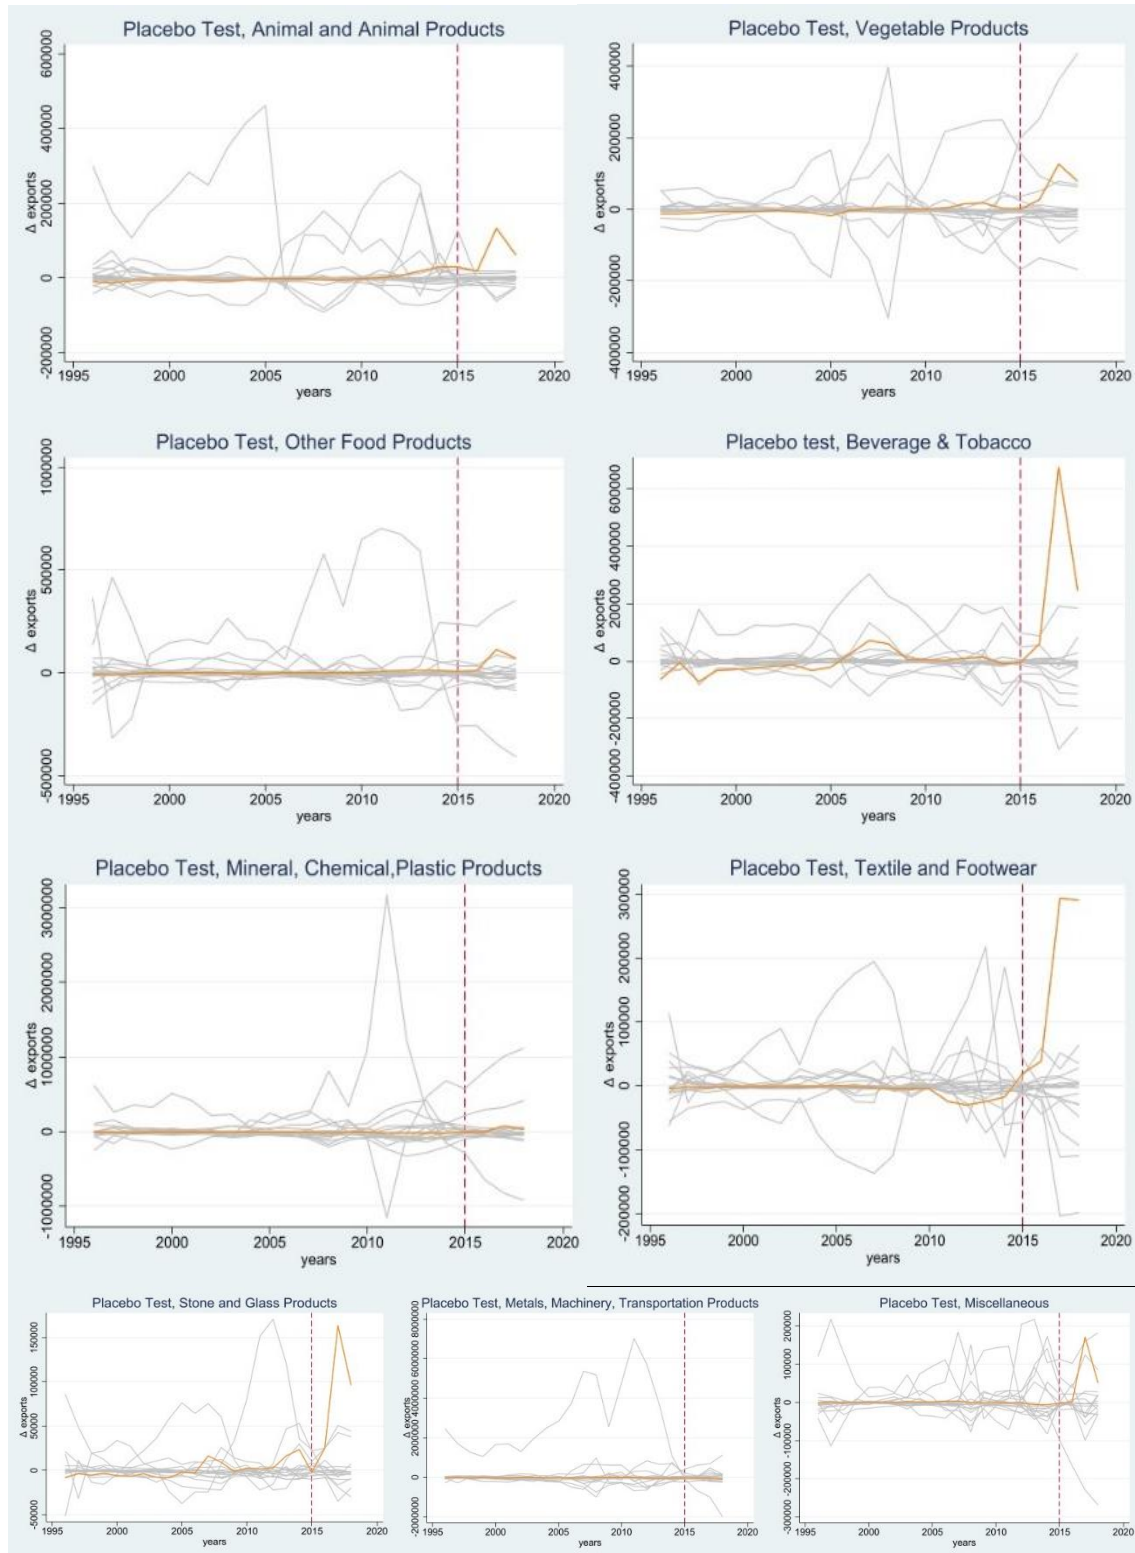 Placebo Test, Animal and Animal Products
Δ exports
-200000 0 200000 400000 600000
1995 2000 2005 2010 2015 2020
years
Placebo Test, Vegetable Products
Δ exports
-400000 -200000 0 200000 400000
1995 2000 2005 2010 2015 2020
years
Placebo Test, Other Food Products
Δ exports
-500000 0 500000 1000000
1995 2000 2005 2010 2015 2020
years
Placebo test, Beverage & Tobacco
Δ exports
-400000 -200000 0 200000 400000 600000
1995 2000 2005 2010 2015 2020
years
Placebo Test, Mineral, Chemical,Plastic Products
Δ exports
-1000000 0 1000000 2000000 3000000
1995 2000 2005 2010 2015 2020
years
Placebo Test, Textile and Footwear
Δ exports
-200000 -100000 0 100000 200000 300000
1995 2000 2005 2010 2015 2020
years
Placebo Test, Stone and Glass Products
Δ exports
-50000 0 50000 100000 150000
1995 2000 2005 2010 2015 2020
years
Placebo Test, Metals, Machinery, Transportation Products
Δ exports
-2000000 0 2000000 4000000 6000000 8000000
1995 2000 2005 2010 2015 2020
years
Placebo Test, Miscellaneous
Δ exports
-300000 -200000 -100000 0 100000 200000
1995 2000 2005 2010 2015 2020
years